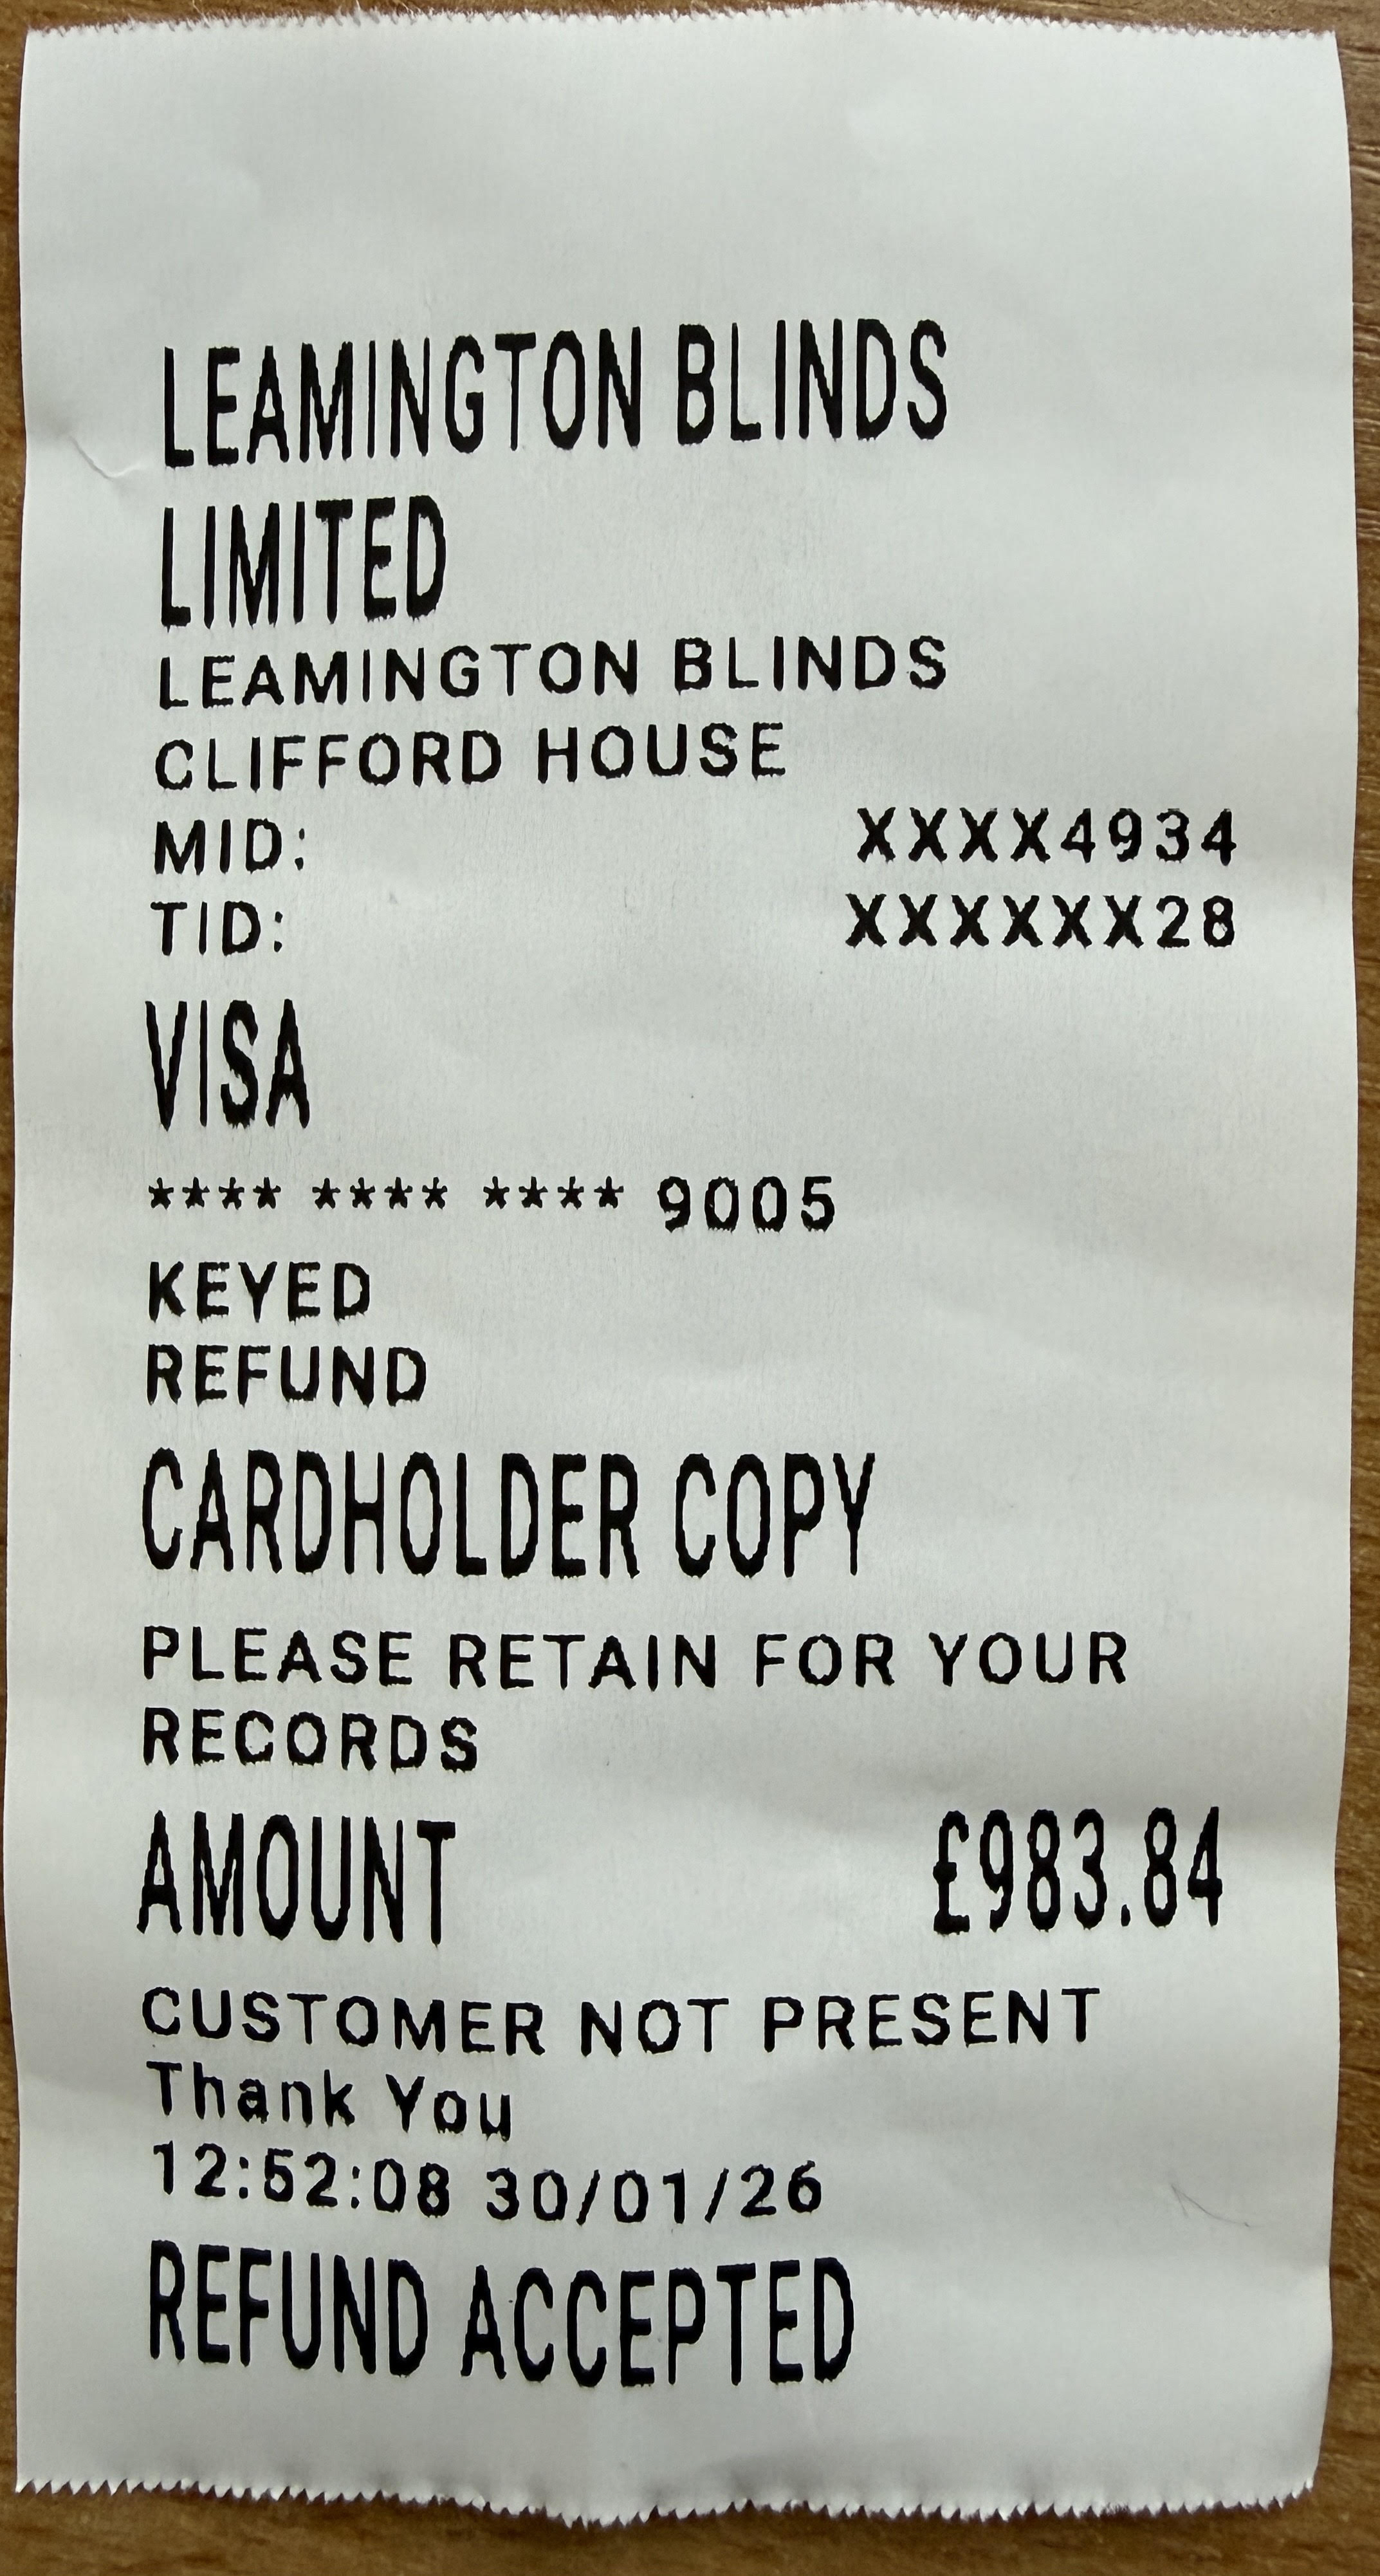 LEAMINGTON BLINDS
LIMITED
LEAMINGTON BLINDS
CLIFFORD HOUSE
MID: XXXX4934
TID: XXXXXX28
VISA
**** **** **** 9005
KEYED
REFUND
CARDHOLDER COPY
PLEASE RETAIN FOR YOUR
RECORDS
AMOUNT £983.84
CUSTOMER NOT PRESENT
Thank You
12:52:08 30/01/26
REFUND ACCEPTED